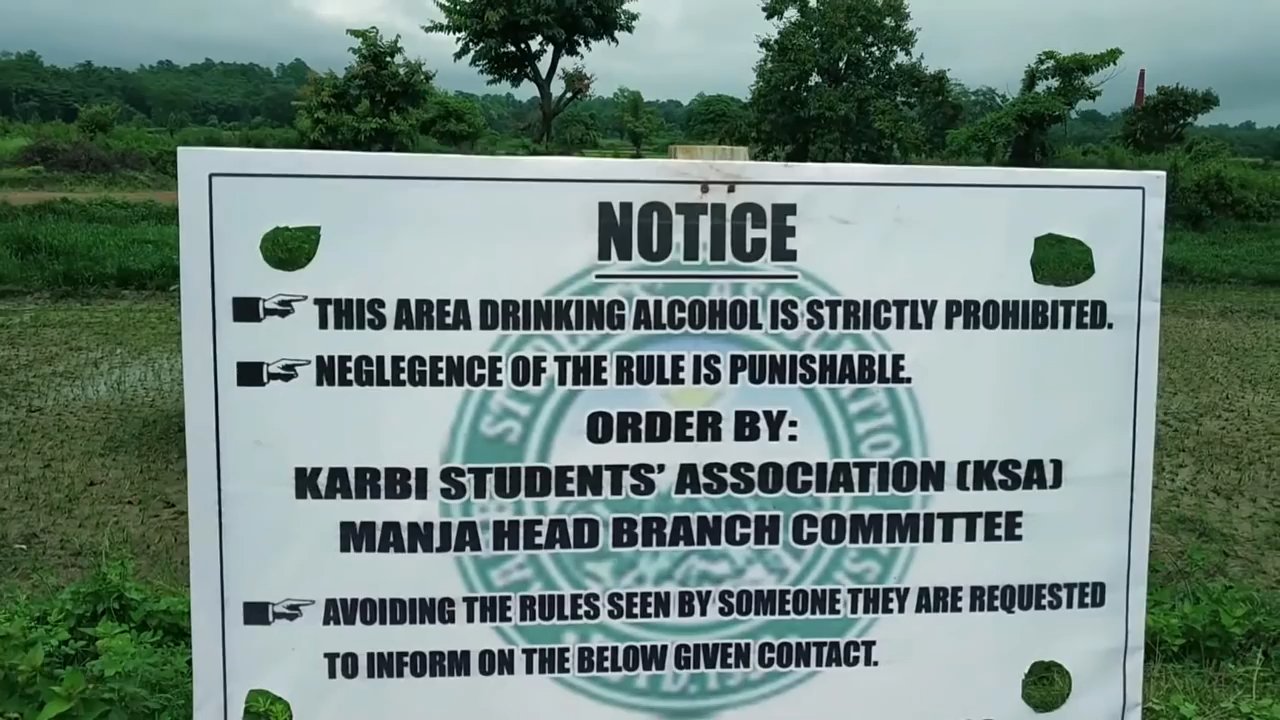 NOTICE
THIS AREA DRINKING ALCOHOL IS STRICTLY PROHIBITED.
NEGLEGENCE OF THE RULE IS PUNISHABLE.
ORDER BY:
KARBI STUDENTS' ASSOCIATION (KSA)
MANJA HEAD BRANCH COMMITTEE
AVOIDING THE RULES SEEN BY SOMEONE THEY ARE REQUESTED
TO INFORM ON THE BELOW GIVEN CONTACT.